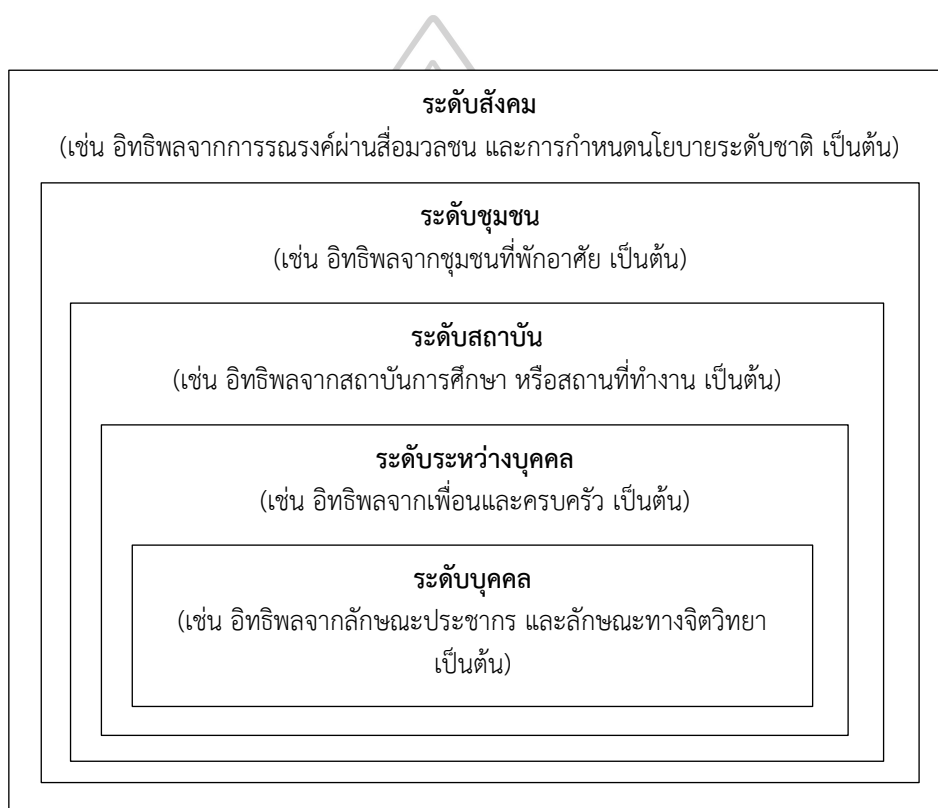 ระดับสังคม
(เช่น อิทธิพลจากการรณรงค์ผ่านสื่อมวลชน และการกำหนดนโยบายระดับชาติ เป็นต้น)
ระดับชุมชน
(เช่น อิทธิพลจากชุมชนที่พักอาศัย เป็นต้น)
ระดับสถาบัน
(เช่น อิทธิพลจากสถาบันการศึกษา หรือสถานที่ทำงาน เป็นต้น)
ระดับระหว่างบุคคล
(เช่น อิทธิพลจากเพื่อนและครบครัว เป็นต้น)
ระดับบุคคล
(เช่น อิทธิพลจากลักษณะประชากร และลักษณะทางจิตวิทยา
เป็นต้น)